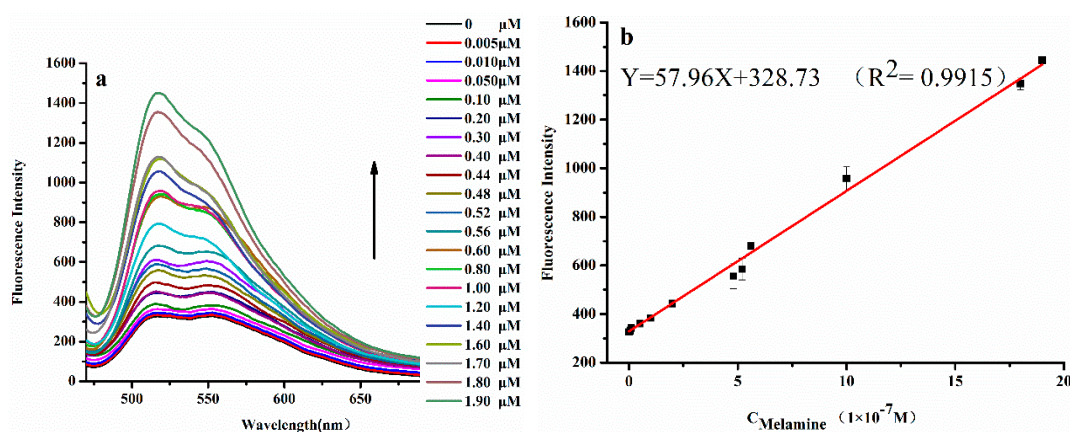 a
1600
1400
1200
1000
800
600
400
200
0
500
550
600
650
Fluorescence Intensity
Wavelength(nm）
0 μM
0.005μM
0.010μM
0.050μM
0.10 μM
0.20 μM
0.30 μM
0.40 μM
0.44 μM
0.48 μM
0.52 μM
0.56 μM
0.60 μM
0.80 μM
1.00 μM
1.20 μM
1.40 μM
1.60 μM
1.70 μM
1.80 μM
1.90 μM
b
Y=57.96X+328.73 （R²= 0.9915）
1600
1400
1200
1000
800
600
400
200
0
5
10
15
20
Fluorescence Intensity
C Melamine （1×10⁻⁷M）